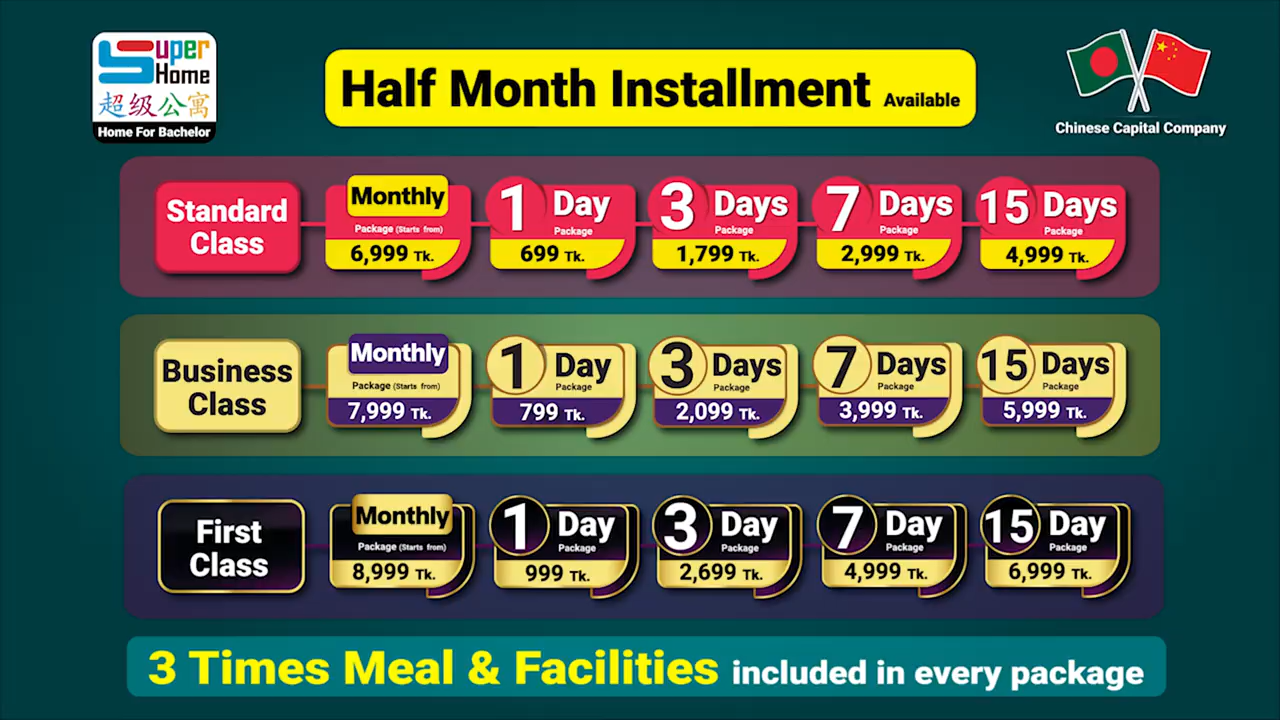 Super
Home
超级公寓
Home For Bachelor
Half Month Installment Available
Chinese Capital Company
Standard
Class
Monthly
Package (Starts from)
6,999 Tk.
1 Day
Package
699 Tk.
3 Days
Package
1,799 Tk.
7 Days
Package
2,999 Tk.
15 Days
Package
4,999 Tk.
Business
Class
Monthly
Package (Starts from)
7,999 Tk.
1 Day
Package
799 Tk.
3 Days
Package
2,099 Tk.
7 Days
Package
3,999 Tk.
15 Days
Package
5,999 Tk.
First
Class
Monthly
Package (Starts from)
8,999 Tk.
1 Day
Package
999 Tk.
3 Day
Package
2,699 Tk.
7 Day
Package
4,999 Tk.
15 Day
Package
6,999 Tk.
3 Times Meal & Facilities included in every package